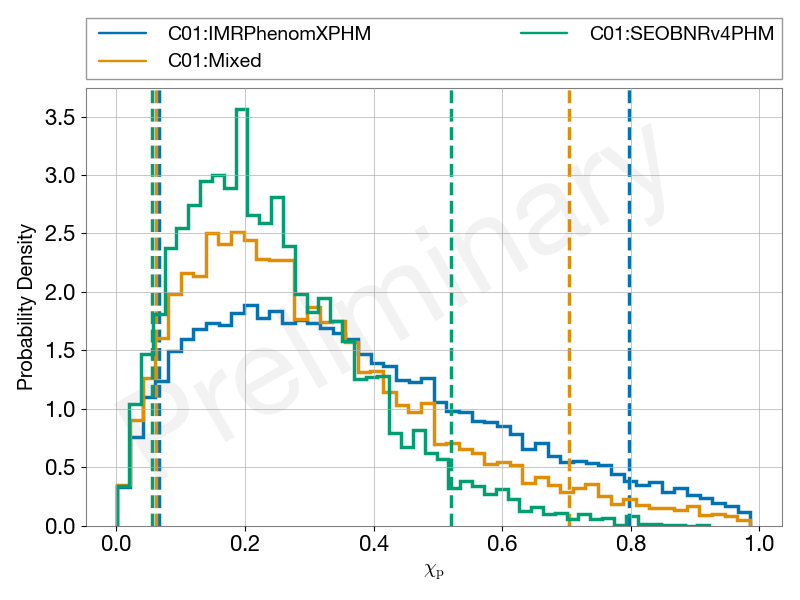 C01:IMRPhenomXPHM
C01:Mixed
C01:SEOBNRv4PHM
Preliminary
3.5
3.0
2.5
2.0
1.5
1.0
0.5
0.0
Probability Density
0.0 0.2 0.4 0.6 0.8 1.0
χp